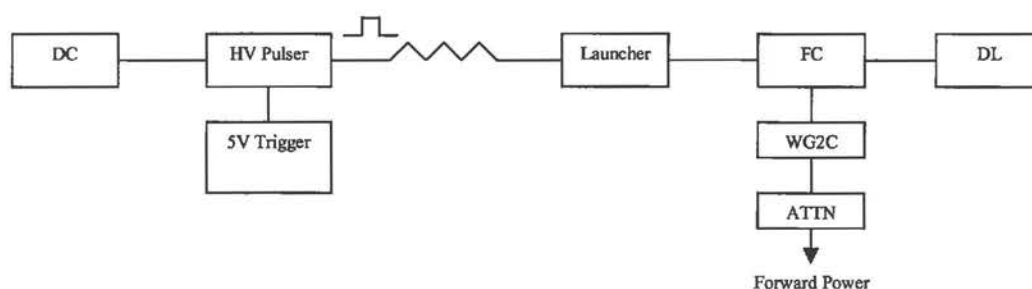 DC
HV Pulser
Launcher
FC
DL
5V Trigger
WG2C
ATTN
Forward Power